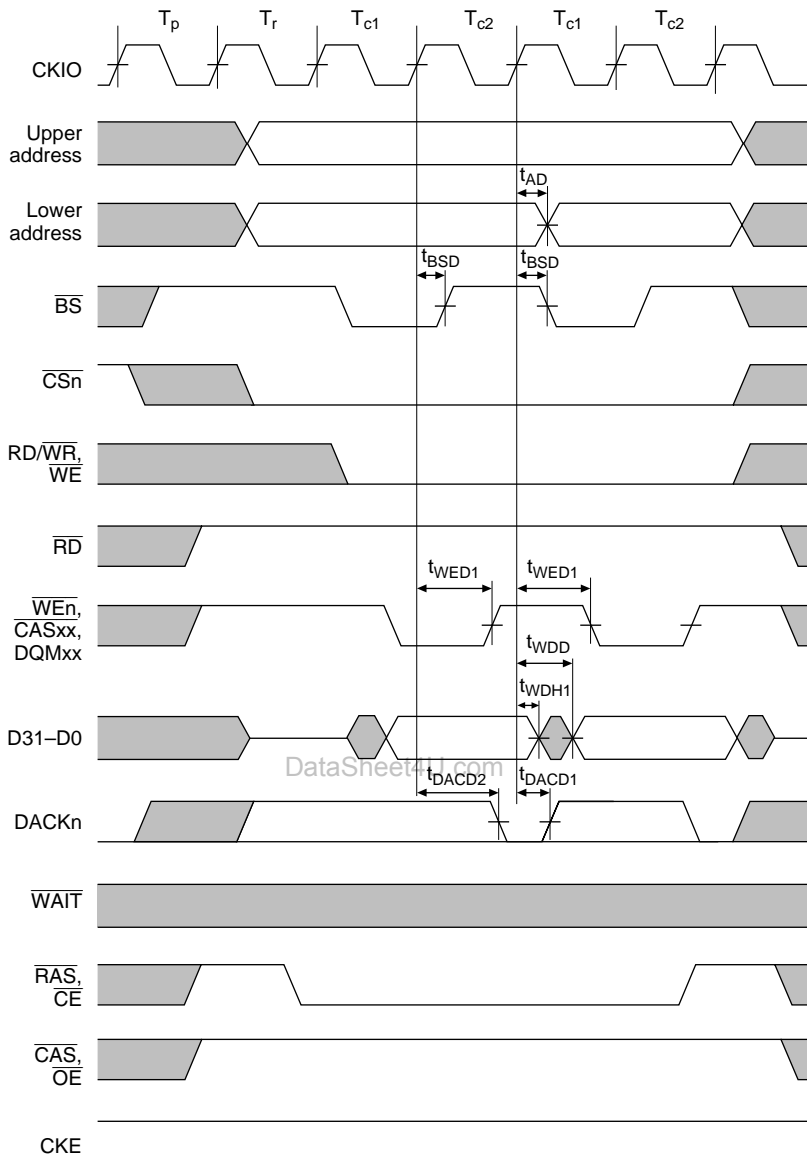 Tp Tr Tc1 Tc2 Tc1 Tc2
CKIO
Upper
address
tAD
Lower
address
tBSD tBSD
BS
CSn
RD/WR,
WE
RD
tWED1 tWED1
WEn,
CASxx,
DQMxx
tWDD
tWDH1
D31–D0
DataSheet4U.com
tDACD2 tDACD1
DACKn
WAIT
RAS,
CE
CAS,
OE
CKE